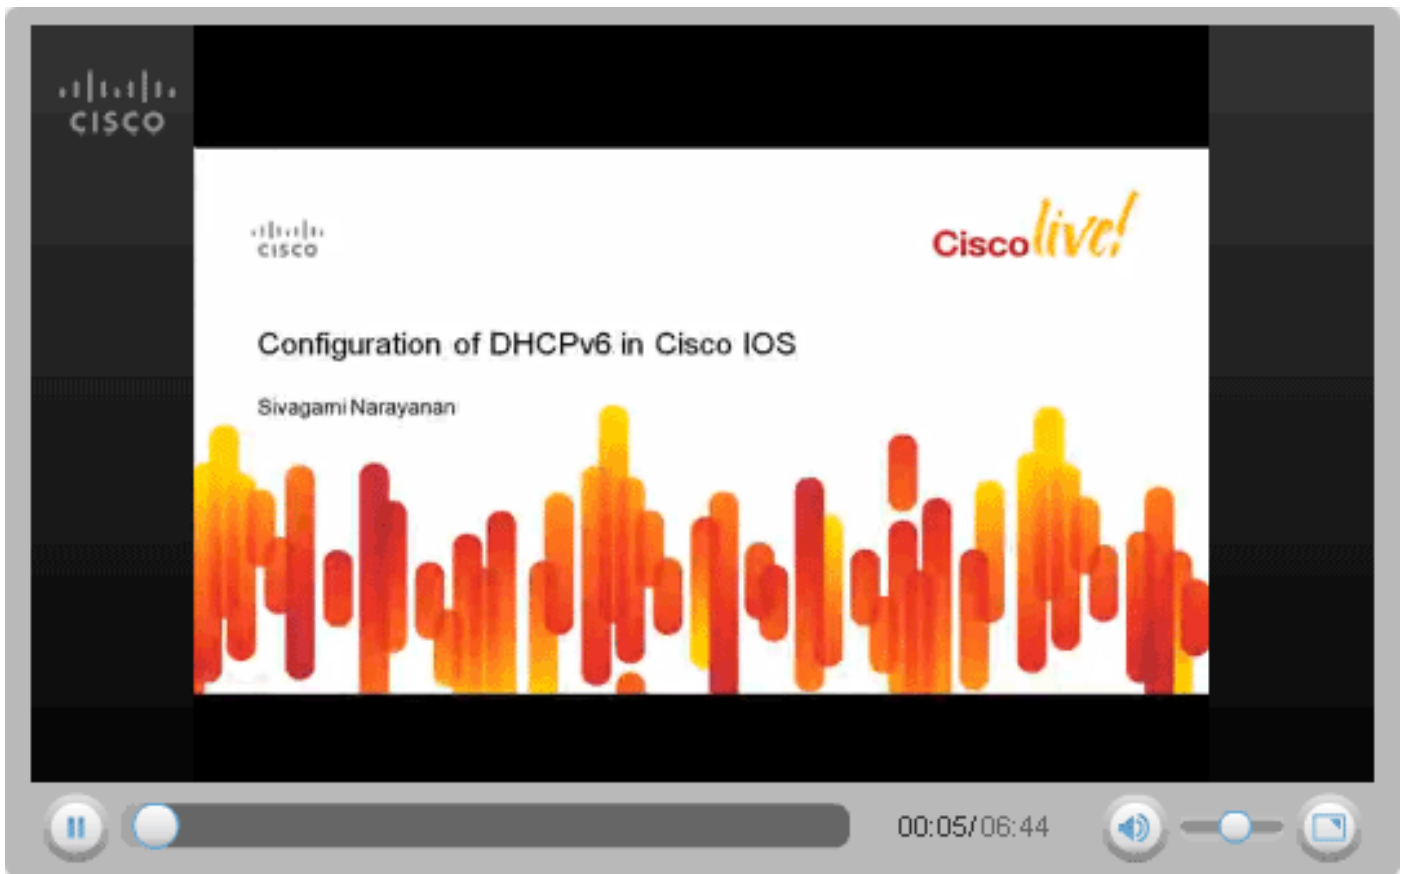 CISCO
CISCO
Cisco live!
Configuration of DHCPv6 in Cisco IOS
Sivagami Narayanan
00:05/06:44